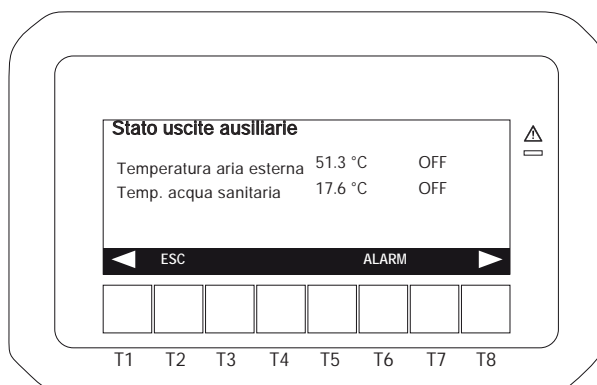 Stato uscite ausiliarie
Temperatura aria esterna 51.3 °C OFF
Temp. acqua sanitaria 17.6 °C OFF
ESC ALARM
T1 T2 T3 T4 T5 T6 T7 T8